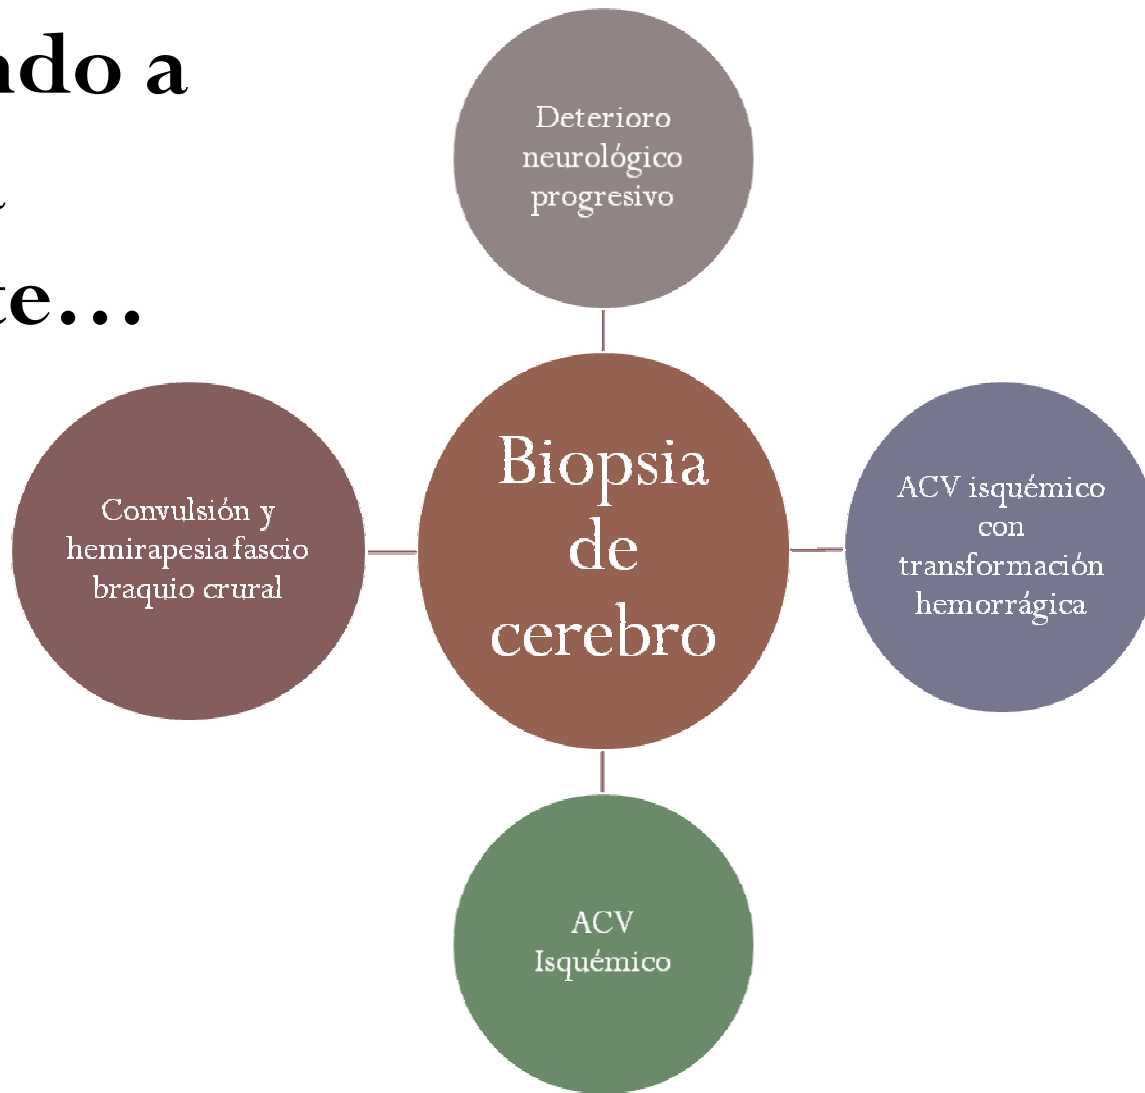 ndo a
te...
Deterioro
neurológico
progresivo
Convulsión y
hemirapesia fascio
braquio crural
Biopsia
de
cerebro
ACV isquémico
con
transformación
hemorrágica
ACV
Isquémico